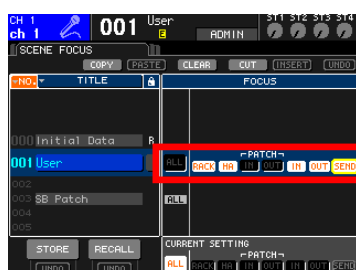 CH 1 User ST1 ST2 ST3 ST4
ch 1 001 E ADMIN
SCENE FOCUS
COPY (PASTE) CLEAR CUT (INSERT) (UNDO)
NO. TITLE FOCUS
000 Initial Data R
PATCH
001 User ALL RACK HA IN OUT IN OUT SEND
002
003 SB Patch ALL
004
005
STORE RECALL CURRENT SETTING
PATCH
UNDO UNDO ALL RACK HA IN OUT IN OUT SEND